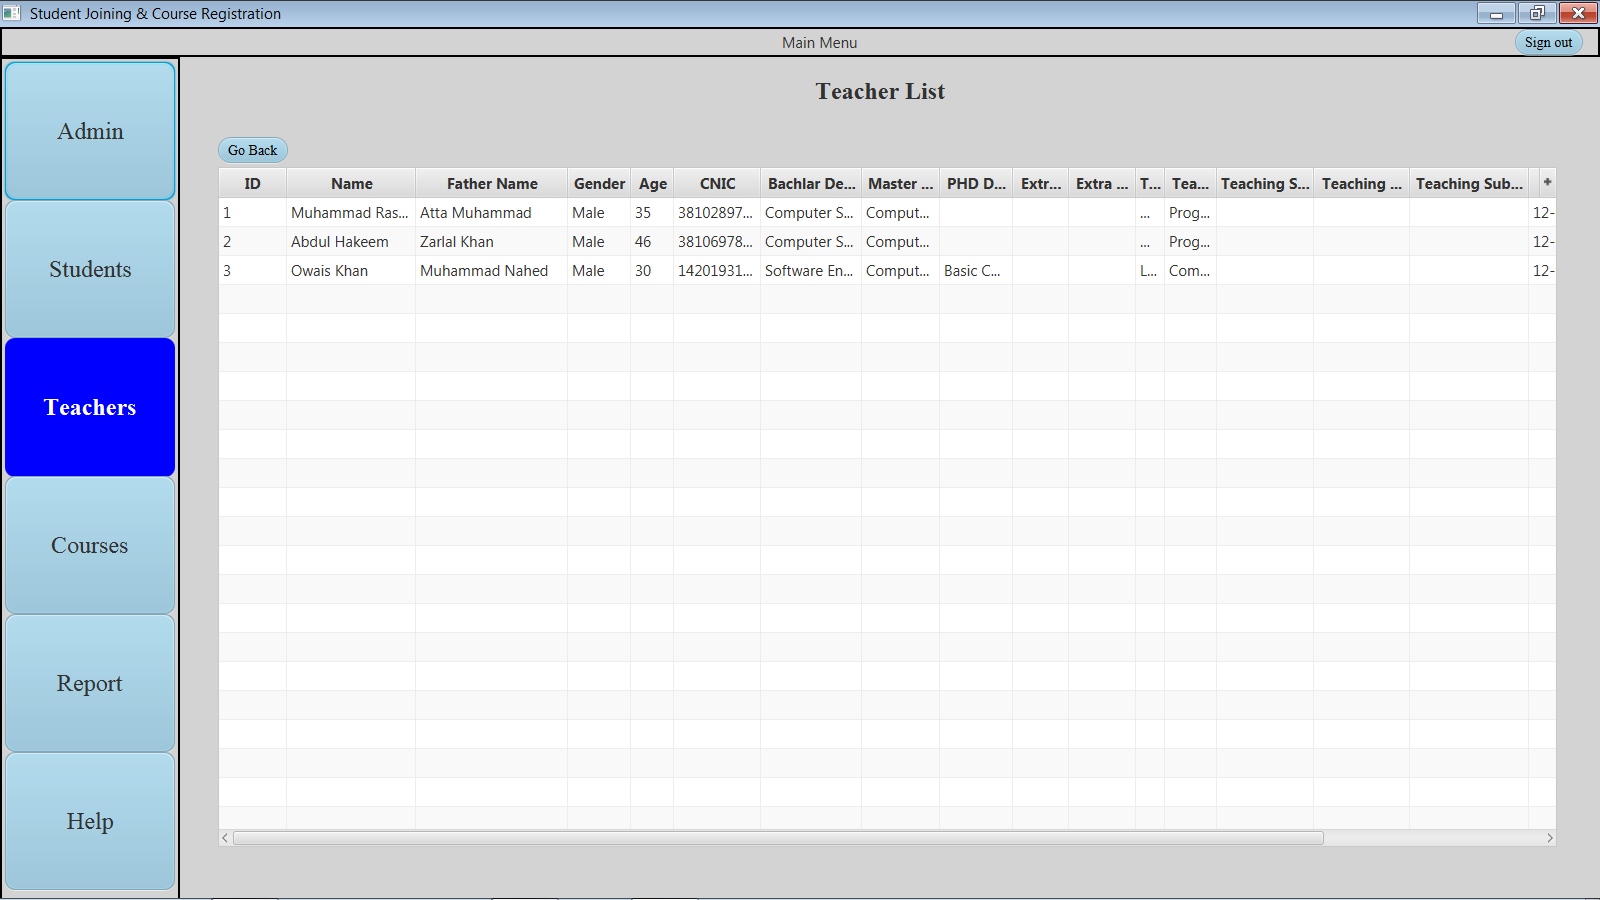 Student Joining & Course Registration
Main Menu
Sign out
Admin
Students
Teachers
Courses
Report
Help
Teacher List
Go Back
ID Name Father Name Gender Age CNIC Bachlar De... Master ... PHD D... Extr... Extra ... T... Tea... Teaching S... Teaching ... Teaching Sub... +
1 Muhammad Ras... Atta Muhammad Male 35 38102897... Computer S... Comput... ... Prog... 12-
2 Abdul Hakeem Zarlal Khan Male 46 38106978... Computer S... Comput... ... Prog... 12-
3 Owais Khan Muhammad Nahed Male 30 14201931... Software En... Comput... Basic C... L... Com... 12-